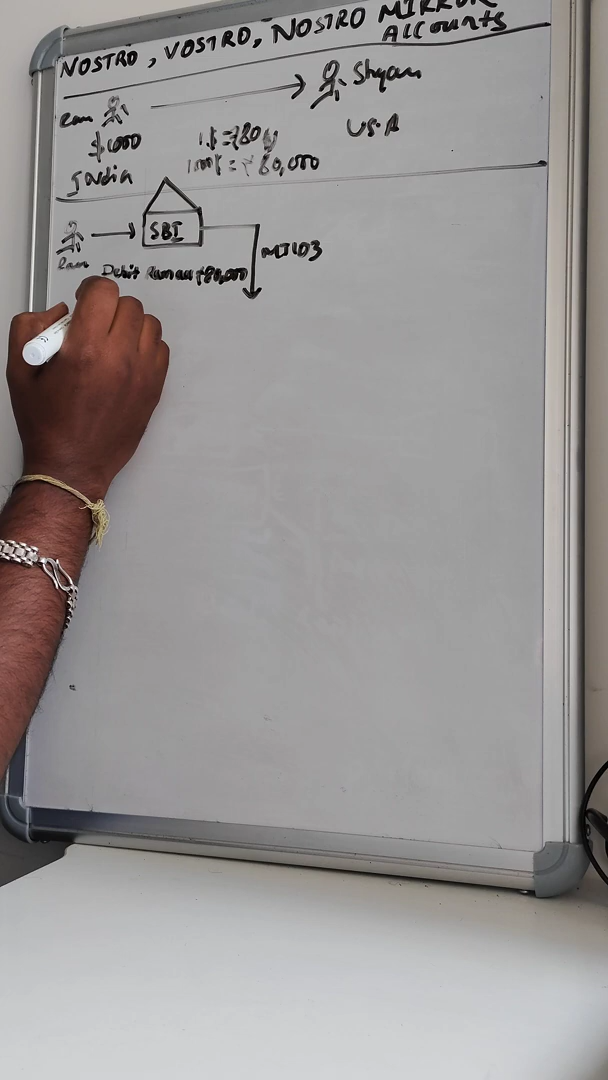 NOSTRO, VOSTRO, NOSTRO MIRROR
Accounts
Ram
Shyam
$1000
1$ = ₹80
USA
India
1000$ = ₹80,000
SBI
Ram
MT103
Debit Ram a/c ₹80,000